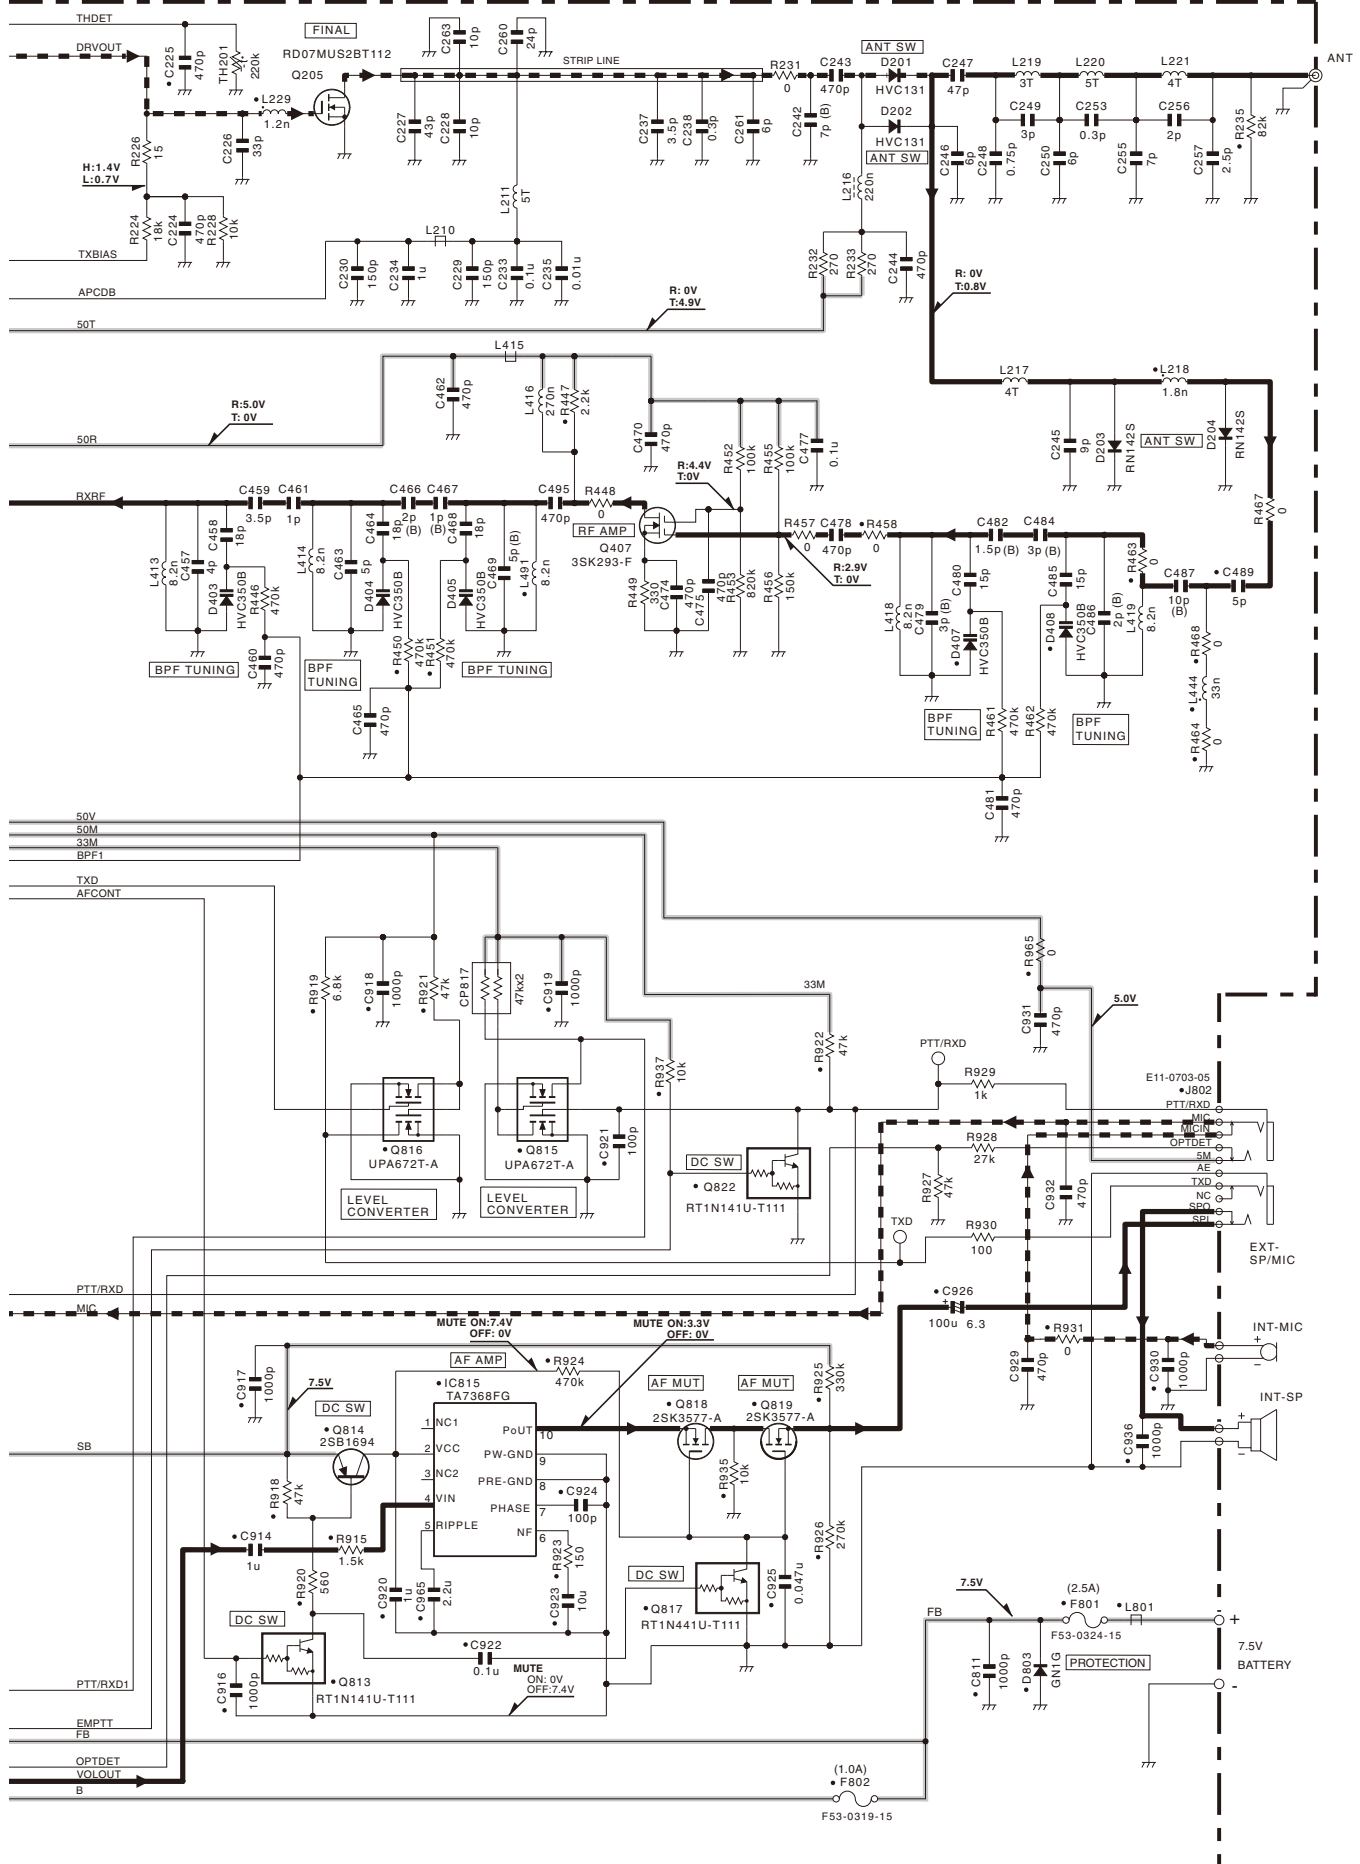 THDET
DRVOUT
C225
470p
TH201
220k
FINAL
RD07MUS2BT112
Q205
L229
1.2n
C226
33p
R226
15
H:1.4V
L:0.7V
R224
18k
C224
470p
R228
10k
TXBIAS
APCDB
50T
C263
10p
C260
24p
STRIP LINE
C227
43p
C228
10p
L211
5T
L210
C230
150p
C234
1u
C229
150p
C233
0.1u
C235
0.01u
C237
3.5p
C238
0.3p
C261
6p
R231
0
C243
470p
C242
7p (B)
ANT SW
D201
HVC131
D202
HVC131
ANT SW
C247
47p
L219
3T
L220
5T
L221
4T
ANT
C249
3p
C253
0.3p
C256
2p
R235
82k
C246
6p
C248
0.75p
C250
6p
C255
7p
C257
2.5p
L216
220n
R232
270
R233
270
C244
470p
R: 0V
T:4.9V
R: 0V
T:0.8V
L217
4T
L218
1.8n
C245
9p
D203
RN142S
ANT SW
D204
RN142S
R467
0
L415
C462
470p
L416
270n
R447
2.2k
R:5.0V
T: 0V
50R
C470
470p
R452
100k
R455
100k
C477
0.1u
R:4.4V
T:0V
RXRF
C459
3.5p
C461
1p
C466
2p
(B)
C467
1p
(B)
C495
470p
R448
0
RF AMP
Q407
3SK293-F
L413
8.2n
C457
4p
C458
18p
D403
HVC350B
R446
470k
L414
8.2n
C463
5p
C464
18p
D404
HVC350B
R450
470k
R451
470k
D405
HVC350B
C468
18p
C469
5p (B)
L491
8.2n
C460
470p
BPF TUNING
BPF
TUNING
BPF TUNING
C465
470p
R449
330
C474
470p
C475
470p
R453
820k
R456
150k
R457
0
C478
470p
R458
0
R:2.9V
T: 0V
C482
1.5p(B)
C484
3p (B)
R463
0
C487
10p
(B)
C489
5p
L418
8.2n
C479
3p (B)
C480
15p
D407
HVC350B
C485
15p
D408
HVC350B
C486
2p (B)
L419
8.2n
R468
0
L444
33n
R464
0
BPF
TUNING
R461
470k
R462
470k
BPF
TUNING
C481
470p
50V
50M
33M
BPF1
TXD
AFCONT
R919
6.8k
C918
1000p
R921
47k
CP817
47kx2
C919
1000p
33M
R922
47k
R937
10k
PTT/RXD
R929
1k
R965
0
C931
470p
5.0V
E11-0703-05
J802
PTT/RXD
MIC
MICIN
OPTDET
5M
AE
TXD
NC
SPO
SPI
EXT-
SP/MIC
Q816
UPA672T-A
LEVEL
CONVERTER
Q815
UPA672T-A
LEVEL
CONVERTER
C921
100p
DC SW
Q822
RT1N141U-T111
R928
27k
R927
47k
C932
470p
TXD
R930
100
PTT/RXD
MIC
C926
100u
+
6.3
R931
0
C929
470p
C930
1000p
INT-MIC
+
−
INT-SP
+
−
C936
1000p
MUTE ON:7.4V
OFF: 0V
MUTE ON:3.3V
OFF: 0V
C917
1000p
7.5V
DC SW
Q814
2SB1694
AF AMP
R924
470k
IC815
TA7368FG
1 NC1
2 VCC
3 NC2
4 VIN
5 RIPPLE
PoUT 10
PW-GND 9
PRE-GND 8
PHASE 7
NF 6
AF MUT
Q818
2SK3577-A
AF MUT
Q819
2SK3577-A
R925
330k
R935
10k
R926
270k
SB
R918
47k
C924
100p
C914
1u
R915
1.5k
R920
560
C920
1u
C965
2.2u
R923
150
C923
10u
DC SW
Q817
RT1N441U-T111
C925
0.047u
DC SW
Q813
RT1N141U-T111
C916
1000p
C922
0.1u
MUTE
ON: 0V
OFF:7.4V
7.5V
(2.5A)
F801
F53-0324-15
L801
FB
C811
1000p
D803
GN1G
PROTECTION
+
7.5V
BATTERY
-
PTT/RXD1
EMPTT
FB
OPTDET
VOLOUT
B
(1.0A)
F802
F53-0319-15